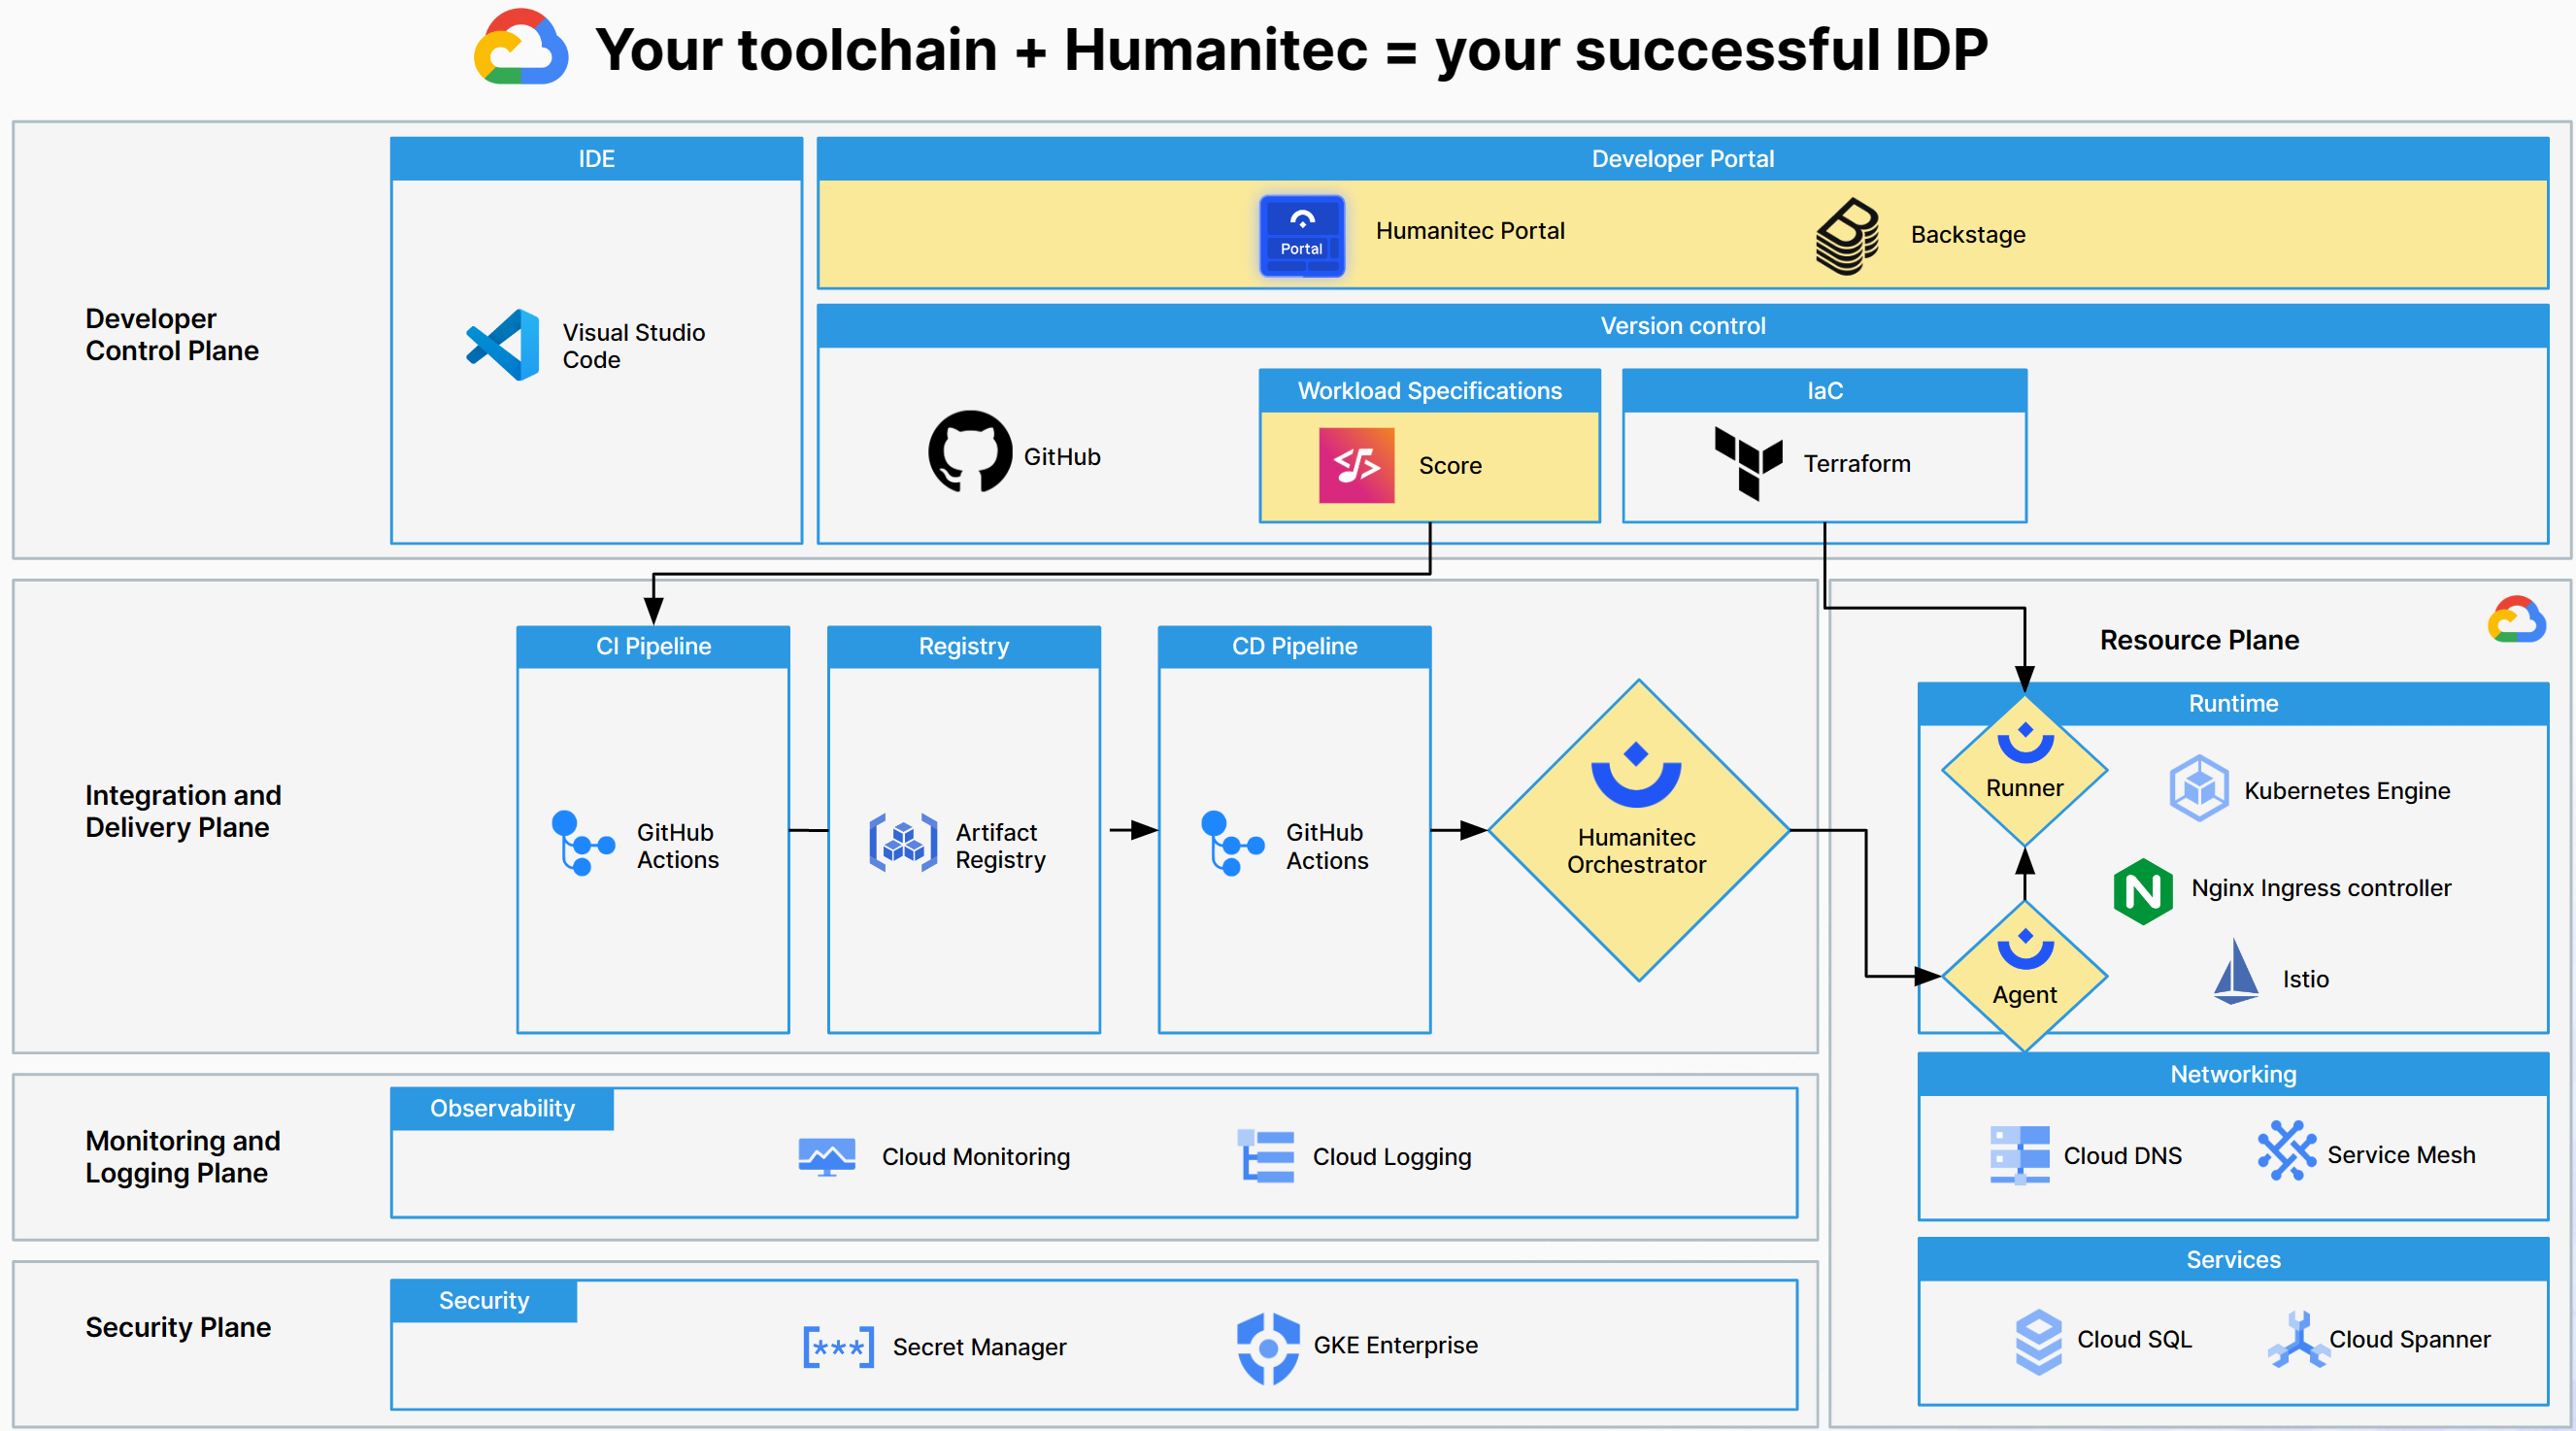 Your toolchain + Humanitec = your successful IDP
Developer
Control Plane
IDE
Visual Studio
Code
Developer Portal
Portal
Humanitec Portal
Backstage
Version control
GitHub
Workload Specifications
Score
IaC
Terraform
Integration and
Delivery Plane
CI Pipeline
GitHub
Actions
Registry
Artifact
Registry
CD Pipeline
GitHub
Actions
Humanitec
Orchestrator
Resource Plane
Runtime
Runner
Kubernetes Engine
Nginx Ingress controller
Agent
Istio
Networking
Cloud DNS
Service Mesh
Services
Cloud SQL
Cloud Spanner
Monitoring and
Logging Plane
Observability
Cloud Monitoring
Cloud Logging
Security Plane
Security
[***]
Secret Manager
GKE Enterprise